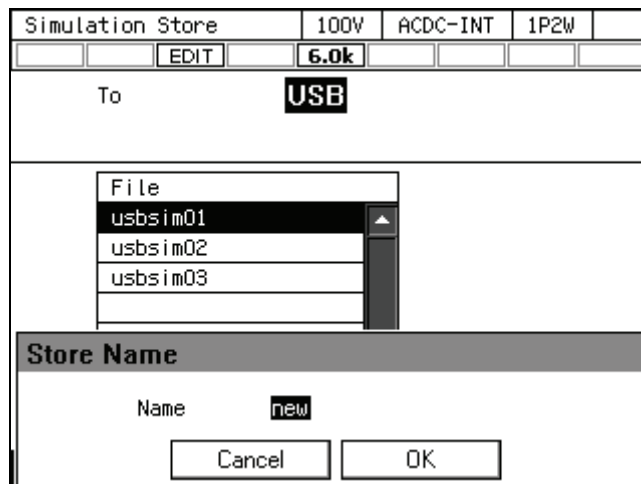 Simulation Store 100V ACDC-INT 1P2W
EDIT 6.0k
To USB
File
usbsim01
usbsim02
usbsim03
Store Name
Name new
Cancel OK